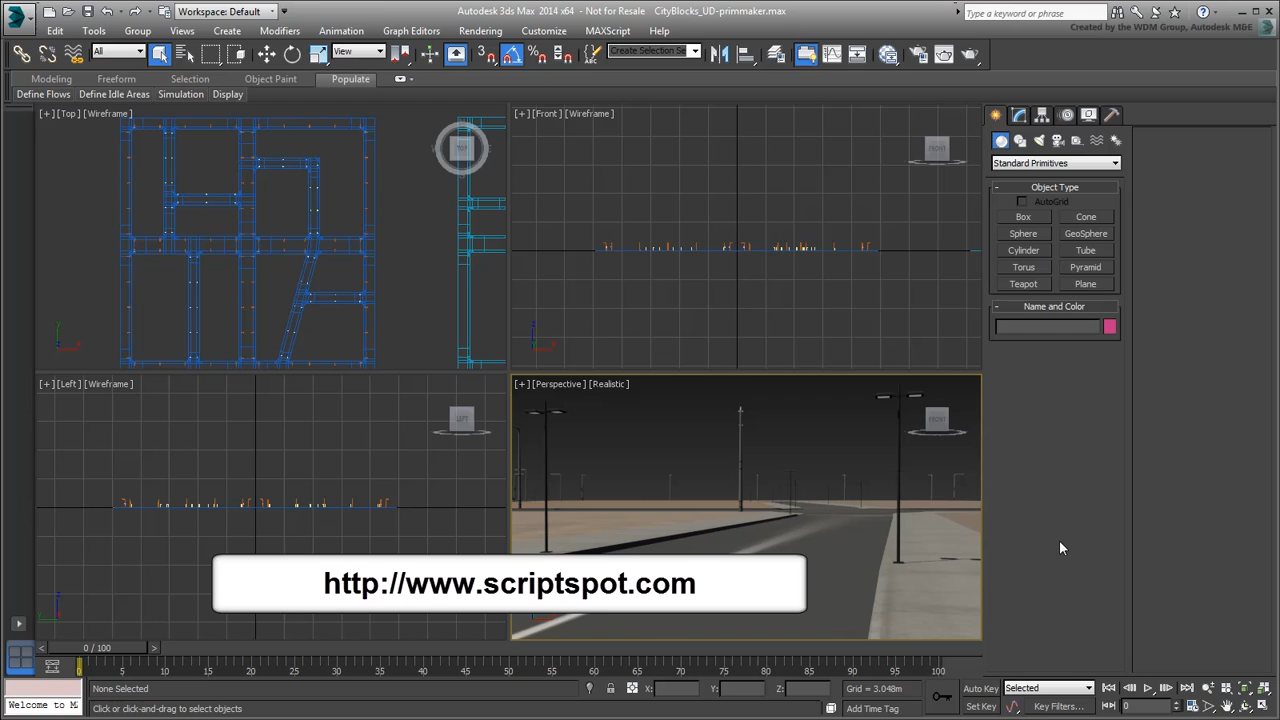 Workspace: Default
Autodesk 3ds Max 2014 x64 - Not for Resale CityBlocks_UD-primmaker.max
Type a keyword or phrase
Created by the WDM Group, Autodesk M&E
Edit Tools Group Views Create Modifiers Animation Graph Editors Rendering Customize MAXScript Help
All
View
Create Selection Se
Modeling Freeform Selection Object Paint Populate
Define Flows Define Idle Areas Simulation Display
[+] [Top] [Wireframe]
[+] [Front] [Wireframe]
TOP
FRONT
Standard Primitives
- Object Type
AutoGrid
Box Cone
Sphere GeoSphere
Cylinder Tube
Torus Pyramid
Teapot Plane
- Name and Color
[+] [Left] [Wireframe]
[+] [Perspective] [Realistic]
LEFT
FRONT
http://www.scriptspot.com
< 0 / 100 >
0 5 10 15 20 25 30 35 40 45 50 55 60 65 70 75 80 85 90 95 100
None Selected
X: Y: Z:
Grid = 3.048m
Auto Key
Selected
Welcome to M
Click or click-and-drag to select objects
Add Time Tag
Set Key
Key Filters...
0